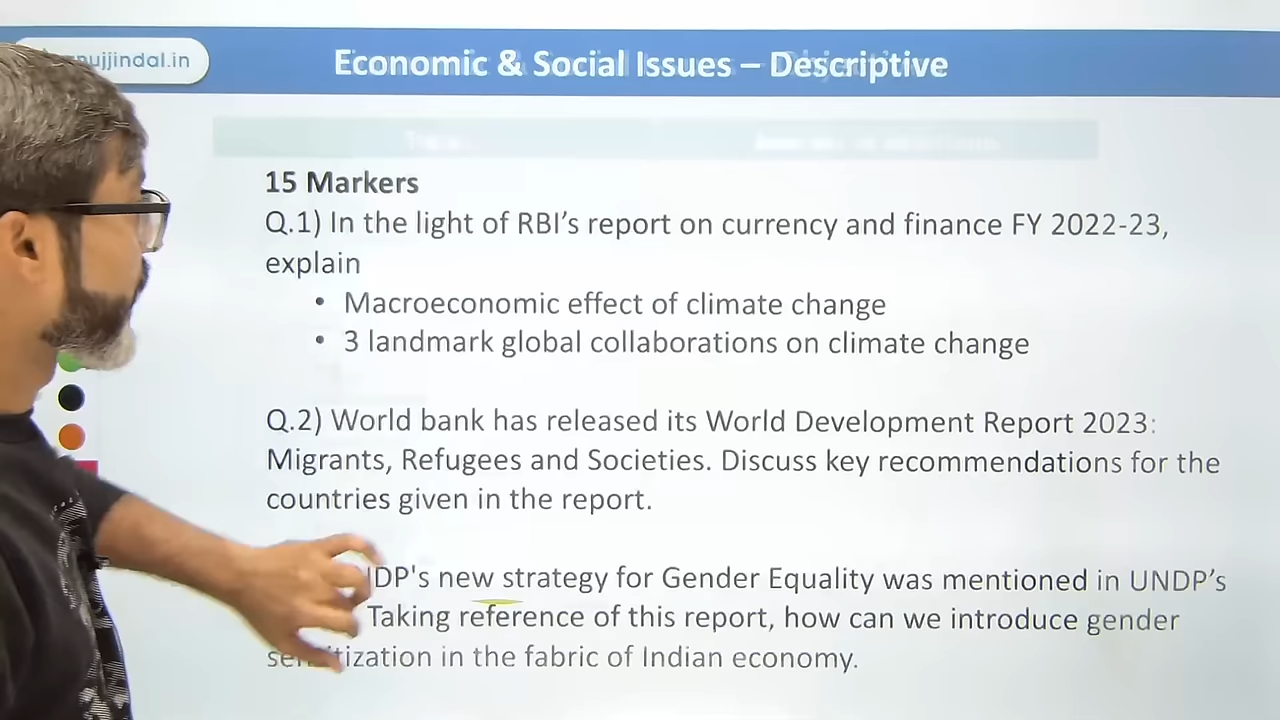 ujjindal.in
Economic & Social Issues – Descriptive
15 Markers
Q.1) In the light of RBI’s report on currency and finance FY 2022-23,
explain
• Macroeconomic effect of climate change
• 3 landmark global collaborations on climate change
Q.2) World bank has released its World Development Report 2023:
Migrants, Refugees and Societies. Discuss key recommendations for the
countries given in the report.
DP's new strategy for Gender Equality was mentioned in UNDP’s
Taking reference of this report, how can we introduce gender
in the fabric of Indian economy.